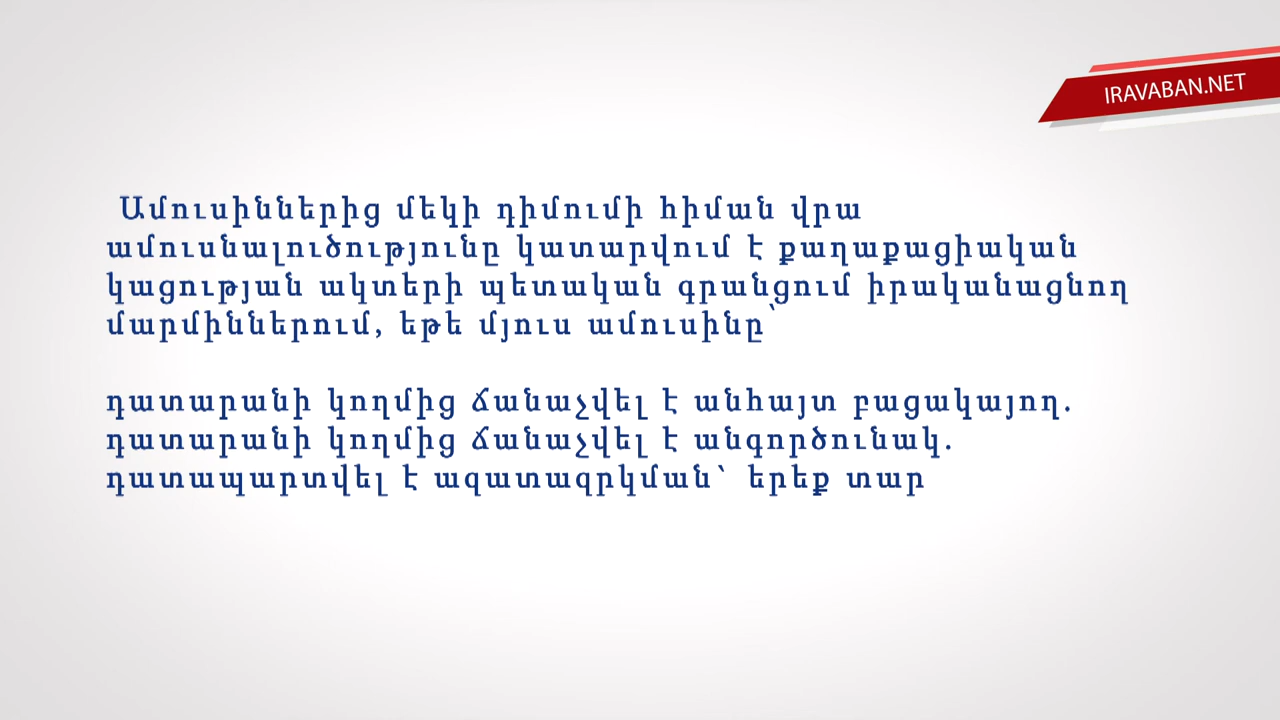 IRAVABAN.NET
Ամուսիններից մեկի դիմումի հիման վրա
ամուսնալուծությունը կատարվում է քաղաքացիական
կացության ակտերի պետական գրանցում իրականացնող
մարմիններում, եթե մյուս ամուսինը՝
դատարանի կողմից ճանաչվել է անհայտ բացակայող.
դատարանի կողմից ճանաչվել է անգործունակ.
դատապարտվել է ազատազրկման՝ երեք տար